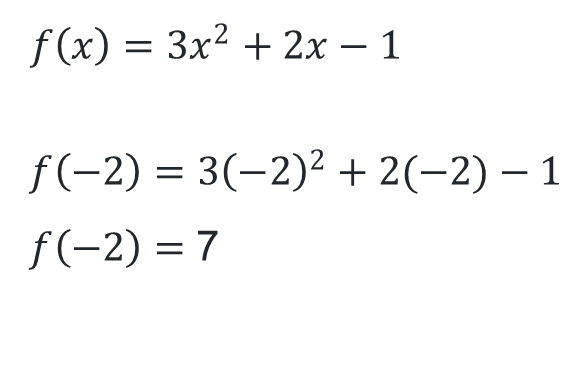 f(x) = 3x² + 2x − 1
f(−2) = 3(−2)² + 2(−2) − 1
f(−2) = 7